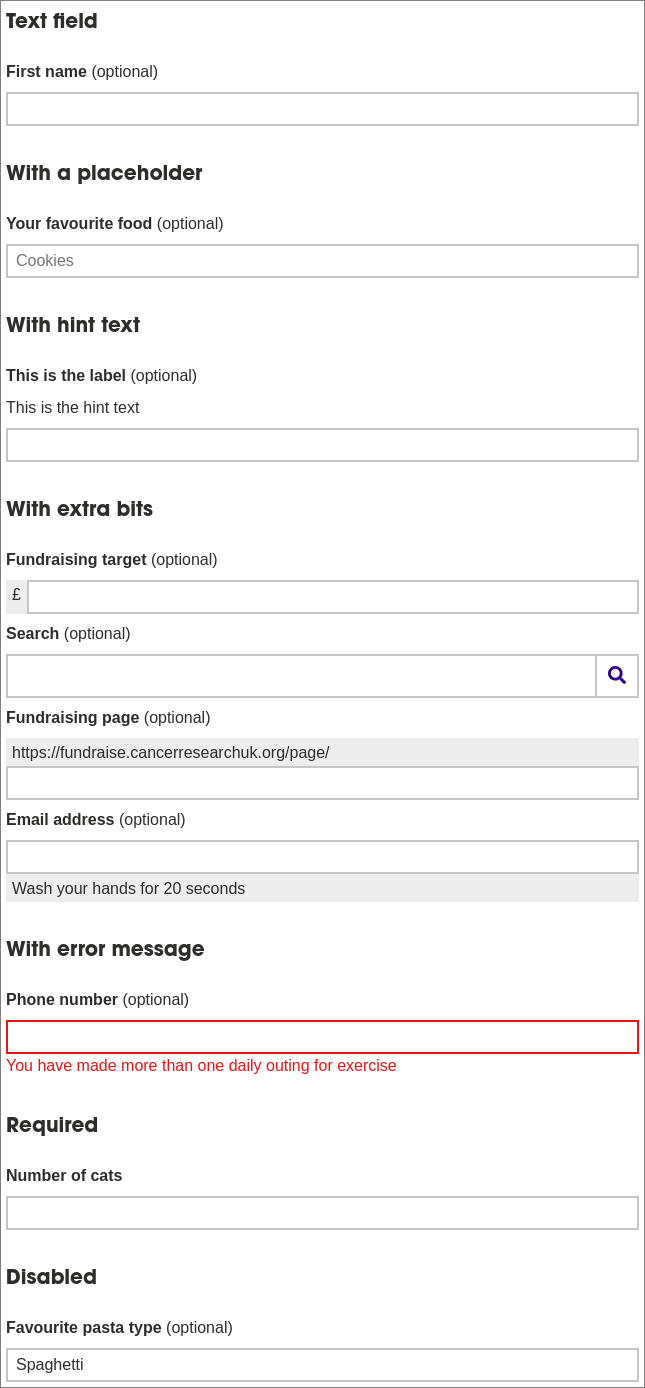 Text field
First name (optional)
With a placeholder
Your favourite food (optional)
Cookies
With hint text
This is the label (optional)
This is the hint text
With extra bits
Fundraising target (optional)
£
Search (optional)
Fundraising page (optional)
https://fundraise.cancerresearchuk.org/page/
Email address (optional)
Wash your hands for 20 seconds
With error message
Phone number (optional)
You have made more than one daily outing for exercise
Required
Number of cats
Disabled
Favourite pasta type (optional)
Spaghetti